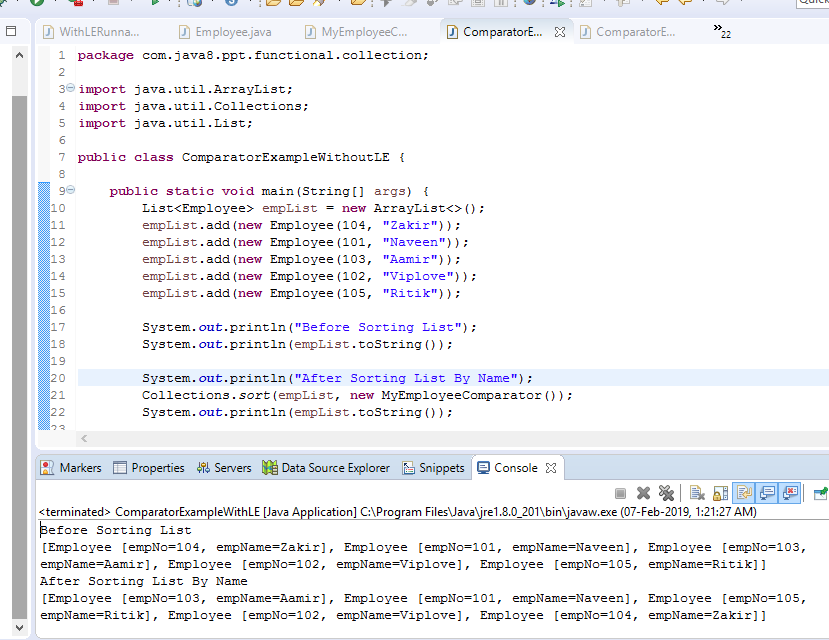 Quick
WithLERunna...
Employee.java
MyEmployeeC...
ComparatorE...
ComparatorE...
»22
1 package com.java8.ppt.functional.collection;
2
3 import java.util.ArrayList;
4 import java.util.Collections;
5 import java.util.List;
6
7 public class ComparatorExampleWithoutLE {
8
9 public static void main(String[] args) {
10 List<Employee> empList = new ArrayList<>();
11 empList.add(new Employee(104, "Zakir"));
12 empList.add(new Employee(101, "Naveen"));
13 empList.add(new Employee(103, "Aamir"));
14 empList.add(new Employee(102, "Viplove"));
15 empList.add(new Employee(105, "Ritik"));
16
17 System.out.println("Before Sorting List");
18 System.out.println(empList.toString());
19
20 System.out.println("After Sorting List By Name");
21 Collections.sort(empList, new MyEmployeeComparator());
22 System.out.println(empList.toString());
23
Markers Properties Servers Data Source Explorer Snippets Console
<terminated> ComparatorExampleWithLE [Java Application] C:\Program Files\Java\jre1.8.0_201\bin\javaw.exe (07-Feb-2019, 1:21:27 AM)
Before Sorting List
[Employee [empNo=104, empName=Zakir], Employee [empNo=101, empName=Naveen], Employee [empNo=103,
empName=Aamir], Employee [empNo=102, empName=Viplove], Employee [empNo=105, empName=Ritik]]
After Sorting List By Name
[Employee [empNo=103, empName=Aamir], Employee [empNo=101, empName=Naveen], Employee [empNo=105,
empName=Ritik], Employee [empNo=102, empName=Viplove], Employee [empNo=104, empName=Zakir]]